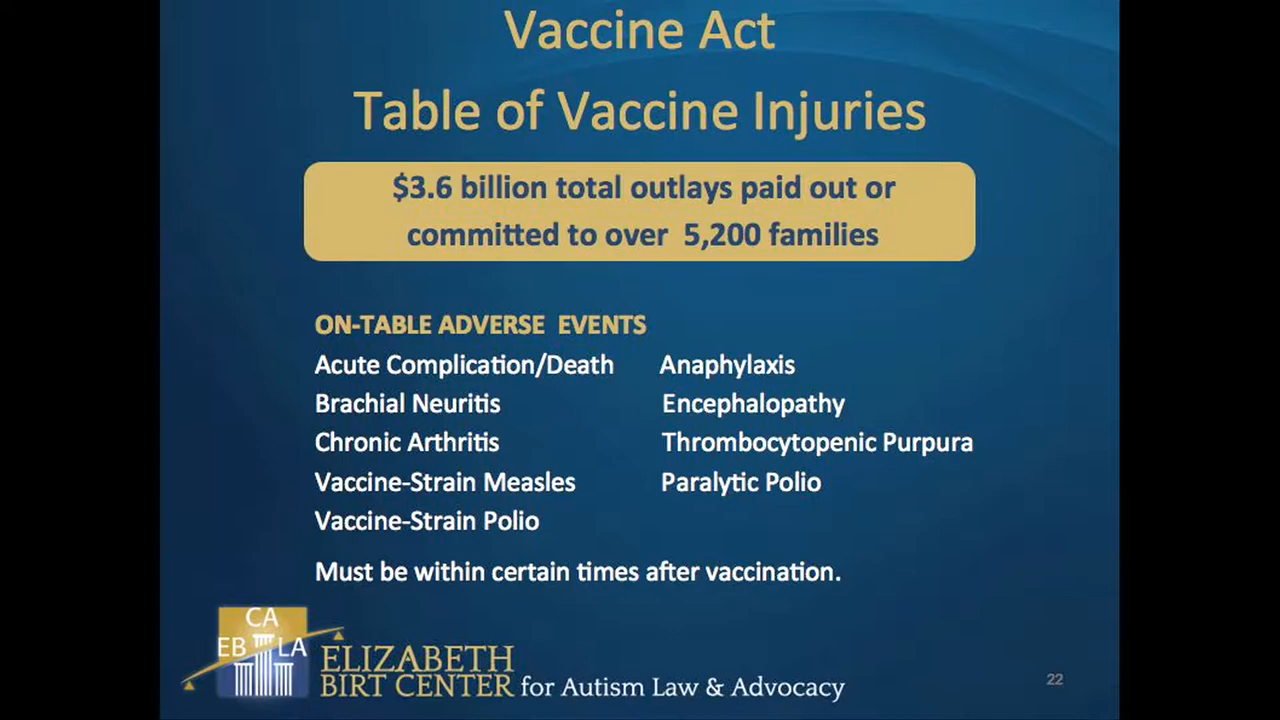 Vaccine Act
Table of Vaccine Injuries
$3.6 billion total outlays paid out or
committed to over 5,200 families
ON-TABLE ADVERSE EVENTS
Acute Complication/Death
Anaphylaxis
Brachial Neuritis
Encephalopathy
Chronic Arthritis
Thrombocytopenic Purpura
Vaccine-Strain Measles
Paralytic Polio
Vaccine-Strain Polio
Must be within certain times after vaccination.
CA
EB LA
ELIZABETH
BIRT CENTER for Autism Law & Advocacy
22